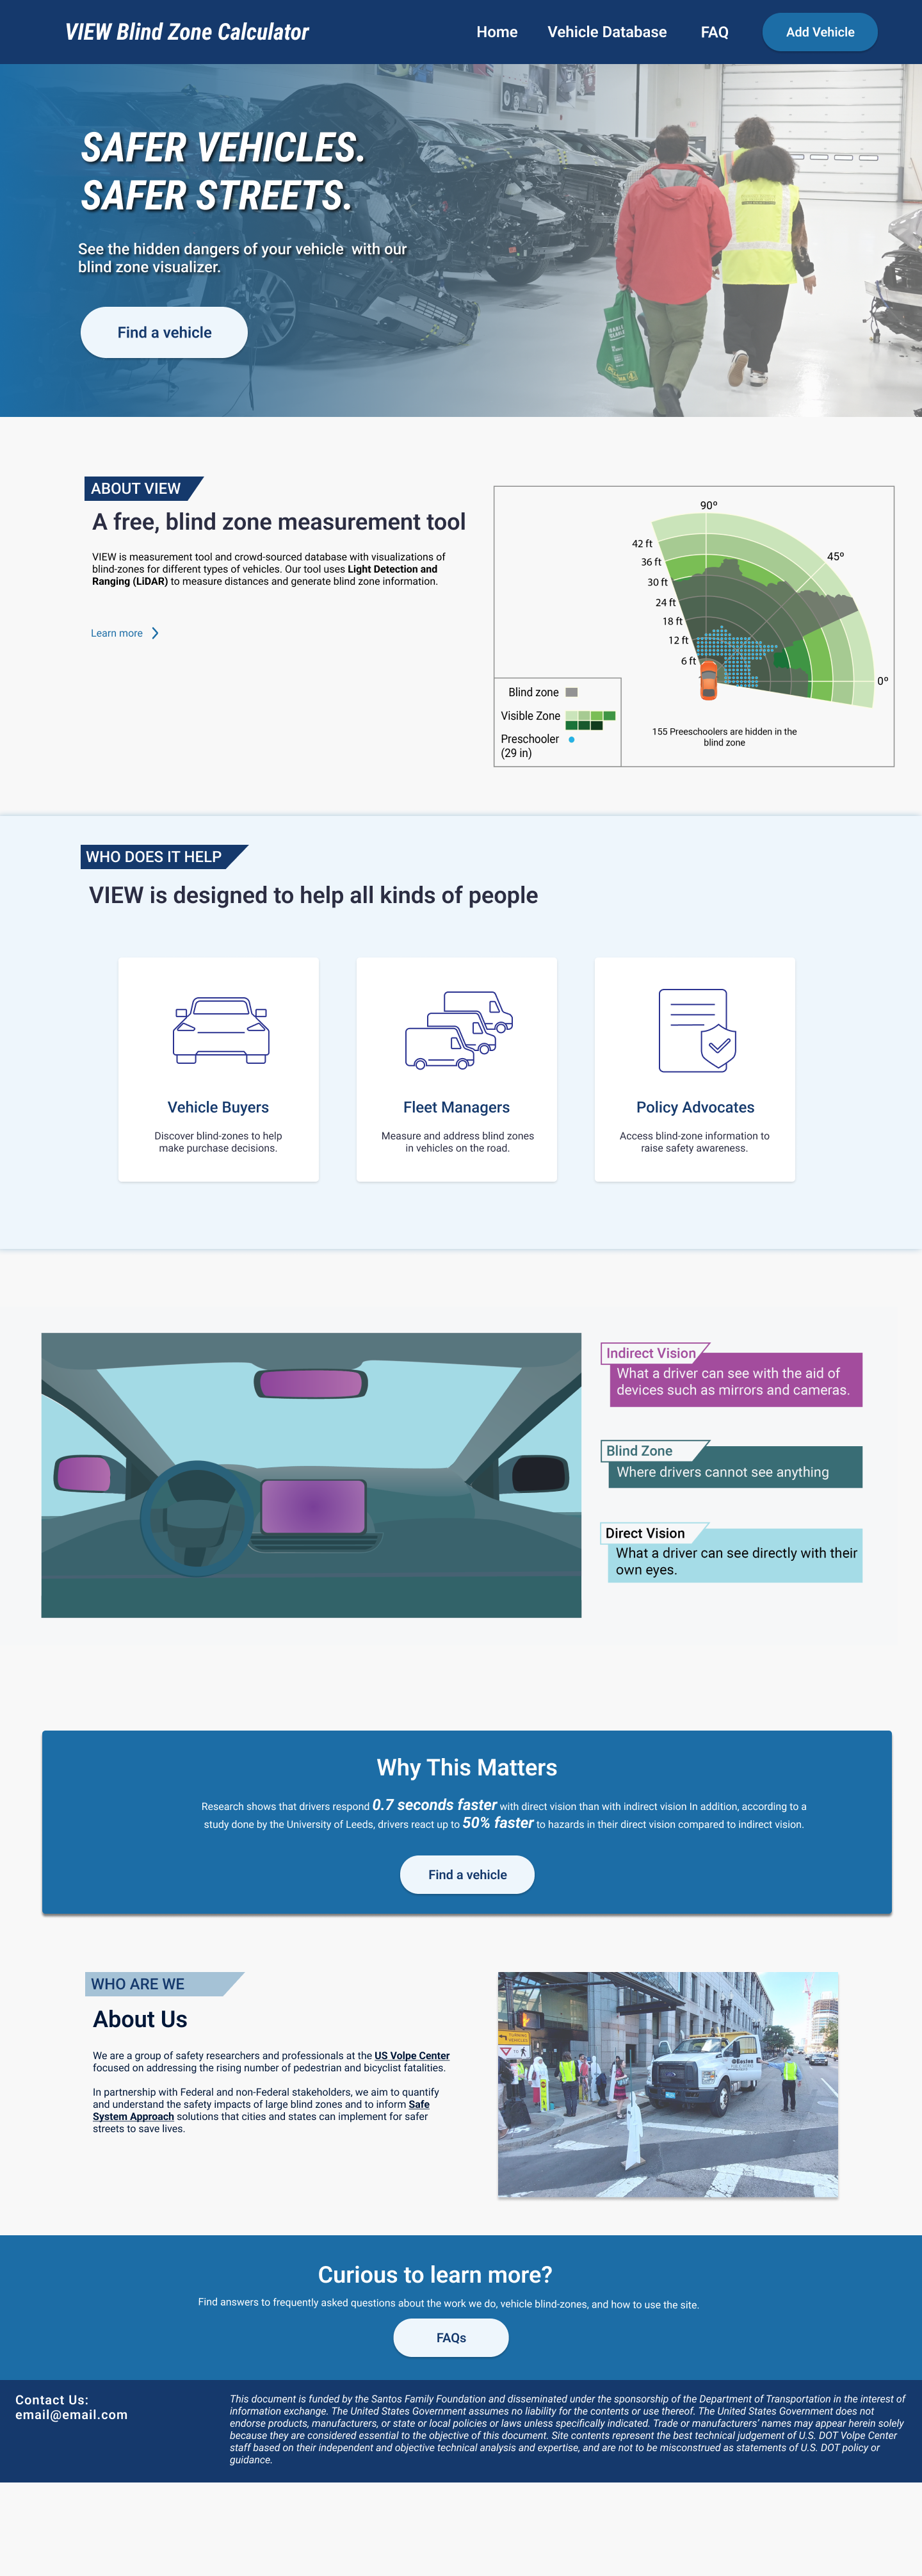 VIEW Blind Zone Calculator
Home
Vehicle Database
FAQ
Add Vehicle
SAFER VEHICLES.
SAFER STREETS.
See the hidden dangers of your vehicle with our
blind zone visualizer.
Find a vehicle
ABOUT VIEW
A free, blind zone measurement tool
VIEW is measurement tool and crowd-sourced database with visualizations of
blind-zones for different types of vehicles. Our tool uses Light Detection and
Ranging (LiDAR) to measure distances and generate blind zone information.
Learn more
90º
45º
0º
42 ft
36 ft
30 ft
24 ft
18 ft
12 ft
6 ft
Blind zone
Visible Zone
Preschooler
(29 in)
155 Preeschoolers are hidden in the
blind zone
WHO DOES IT HELP
VIEW is designed to help all kinds of people
Vehicle Buyers
Discover blind-zones to help
make purchase decisions.
Fleet Managers
Measure and address blind zones
in vehicles on the road.
Policy Advocates
Access blind-zone information to
raise safety awareness.
Indirect Vision
What a driver can see with the aid of
devices such as mirrors and cameras.
Blind Zone
Where drivers cannot see anything
Direct Vision
What a driver can see directly with their
own eyes.
Why This Matters
Research shows that drivers respond 0.7 seconds faster with direct vision than with indirect vision In addition, according to a
study done by the University of Leeds, drivers react up to 50% faster to hazards in their direct vision compared to indirect vision.
Find a vehicle
WHO ARE WE
About Us
We are a group of safety researchers and professionals at the US Volpe Center
focused on addressing the rising number of pedestrian and bicyclist fatalities.
In partnership with Federal and non-Federal stakeholders, we aim to quantify
and understand the safety impacts of large blind zones and to inform Safe
System Approach solutions that cities and states can implement for safer
streets to save lives.
TURNING
VEHICLES
Curious to learn more?
Find answers to frequently asked questions about the work we do, vehicle blind-zones, and how to use the site.
FAQs
Contact Us:
email@email.com
This document is funded by the Santos Family Foundation and disseminated under the sponsorship of the Department of Transportation in the interest of
information exchange. The United States Government assumes no liability for the contents or use thereof. The United States Government does not
endorse products, manufacturers, or state or local policies or laws unless specifically indicated. Trade or manufacturers' names may appear herein solely
because they are considered essential to the objective of this document. Site contents represent the best technical judgement of U.S. DOT Volpe Center
staff based on their independent and objective technical analysis and expertise, and are not to be misconstrued as statements of U.S. DOT policy or
guidance.